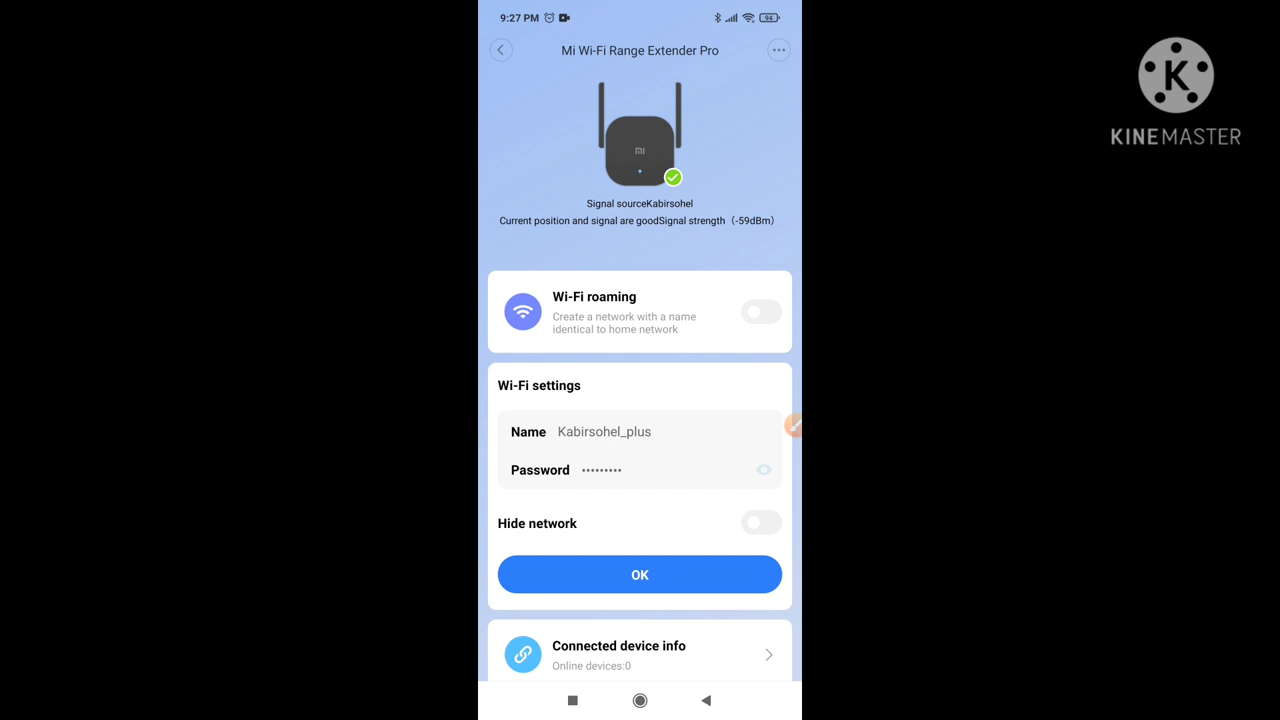 9:27 PM
94
Mi Wi-Fi Range Extender Pro
KINEMASTER
Signal sourceKabirsohel
Current position and signal are goodSignal strength（-59dBm）
Wi-Fi roaming
Create a network with a name
identical to home network
Wi-Fi settings
Name Kabirsohel_plus
Password •••••••••
Hide network
OK
Connected device info
Online devices:0